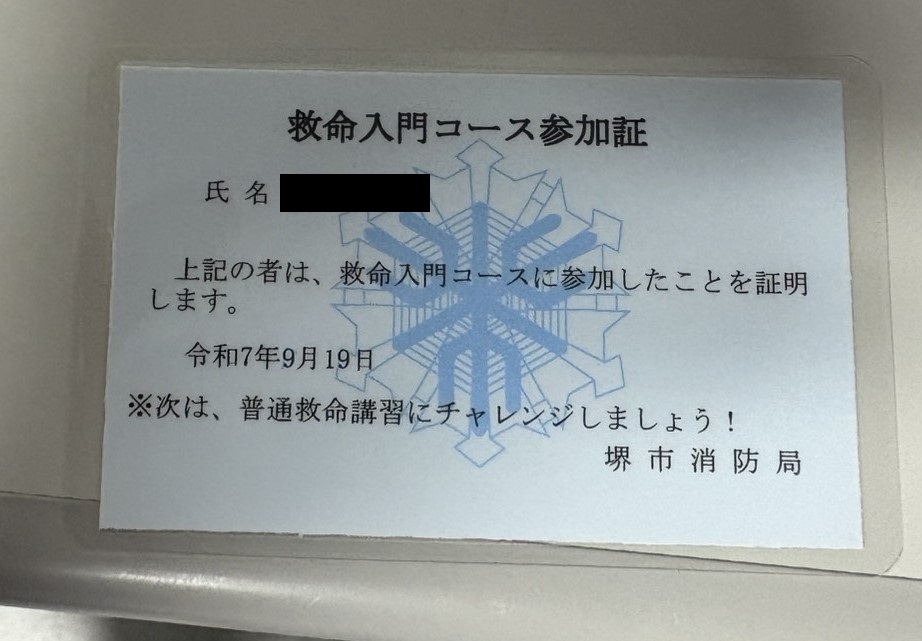 救命入門コース参加証
氏 名
上記の者は、救命入門コースに参加したことを証明
します。
令和7年9月19日
※次は、普通救命講習にチャレンジしましょう！
堺 市 消 防 局